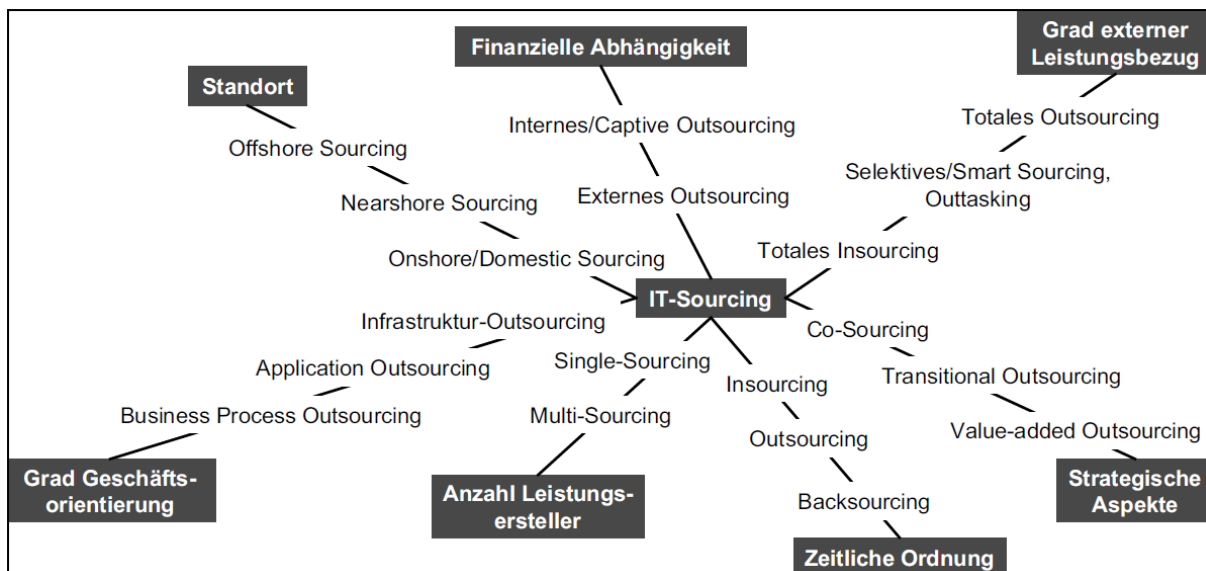 Finanzielle Abhängigkeit
Grad externer
Leistungsbezug
Standort
Internes/Captive Outsourcing
Totales Outsourcing
Offshore Sourcing
Selektives/Smart Sourcing,
Outtasking
Nearshore Sourcing
Externes Outsourcing
Onshore/Domestic Sourcing
Totales Insourcing
IT-Sourcing
Infrastruktur-Outsourcing
Co-Sourcing
Single-Sourcing
Application Outsourcing
Insourcing
Transitional Outsourcing
Business Process Outsourcing
Multi-Sourcing
Outsourcing
Value-added Outsourcing
Grad Geschäfts-
orientierung
Anzahl Leistungs-
ersteller
Backsourcing
Strategische
Aspekte
Zeitliche Ordnung